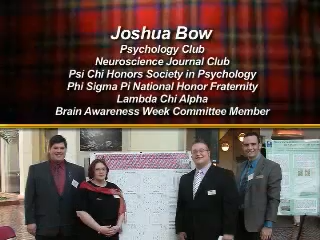 Joshua Bow
Psychology Club
Neuroscience Journal Club
Psi Chi Honors Society in Psychology
Phi Sigma Pi National Honor Fraternity
Lambda Chi Alpha
Brain Awareness Week Committee Member